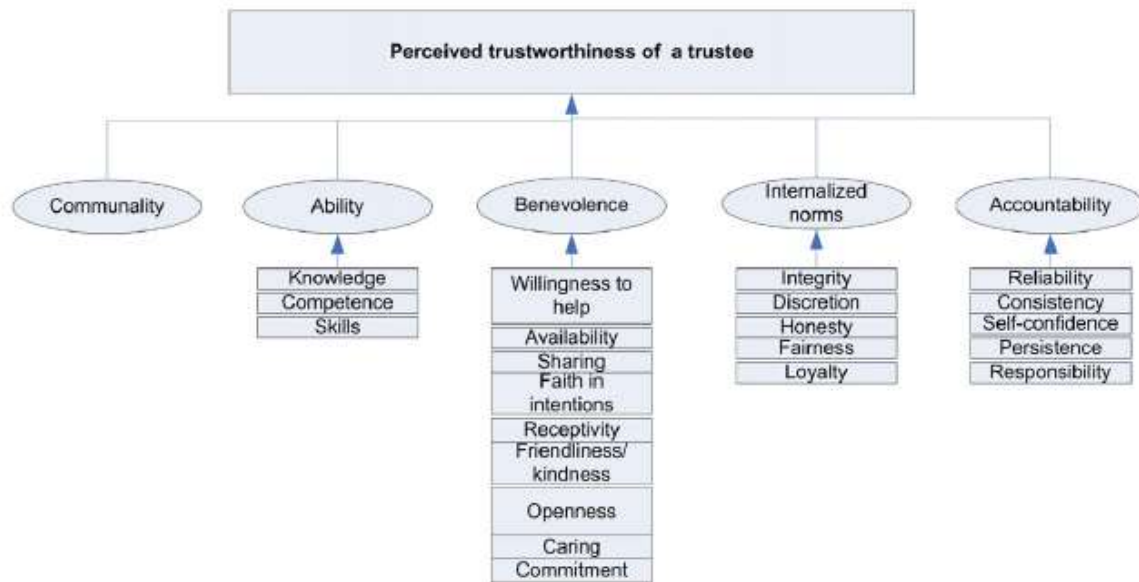 Perceived trustworthiness of a trustee
Communality
Ability
Benevolence
Internalized
norms
Accountability
Knowledge
Competence
Skills
Willingness to
help
Availability
Sharing
Faith in
intentions
Receptivity
Friendliness/
kindness
Openness
Caring
Commitment
Integrity
Discretion
Honesty
Fairness
Loyalty
Reliability
Consistency
Self-confidence
Persistence
Responsibility